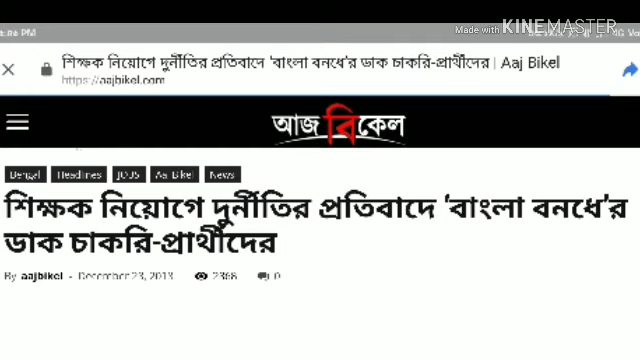 Made with KINEMASTER
শিক্ষক নিয়োগে দুর্নীতির প্রতিবাদে 'বাংলা বনধে'র ডাক চাকরি-প্রার্থীদের | Aaj Bikel
https://aajbikel.com
আজ বিকেল
Bengal Headlines JOBS Aaj Bikel News
শিক্ষক নিয়োগে দুর্নীতির প্রতিবাদে 'বাংলা বনধে'র
ডাক চাকরি-প্রার্থীদের
By aajbikel - December 23, 2018 2368 0